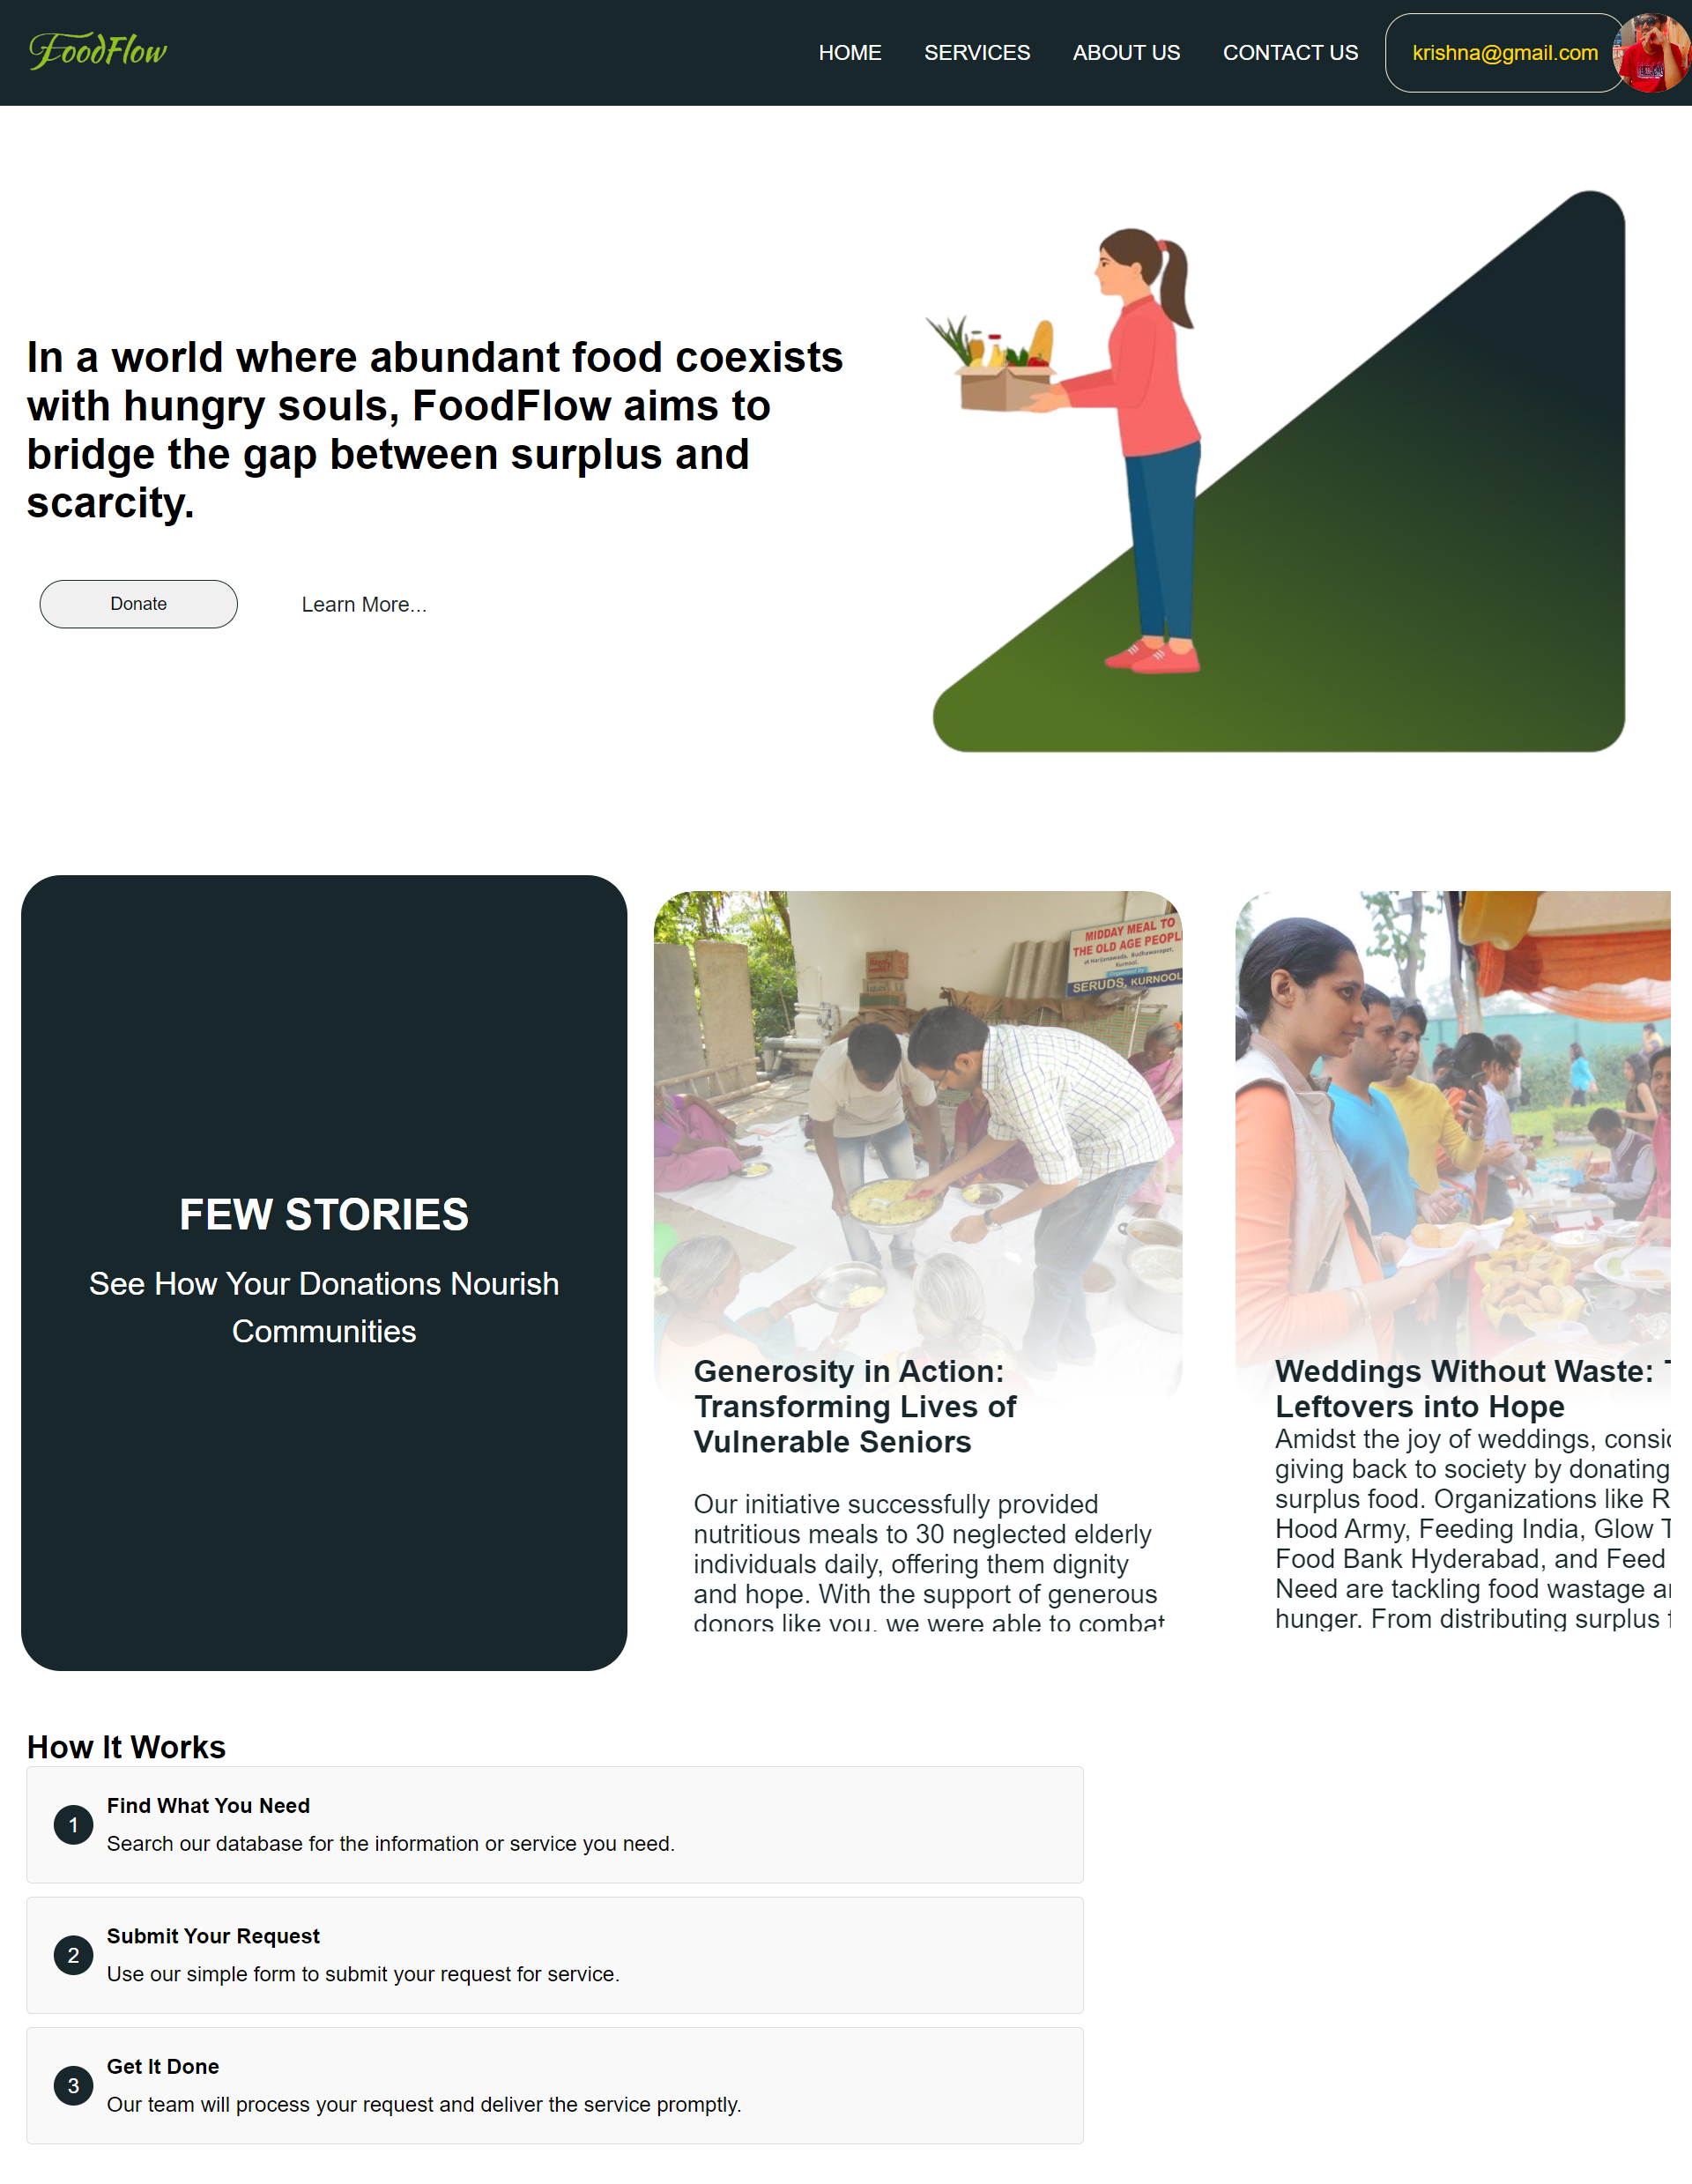 FoodFlow
HOME SERVICES ABOUT US CONTACT US krishna@gmail.com
In a world where abundant food coexists
with hungry souls, FoodFlow aims to
bridge the gap between surplus and
scarcity.
Donate Learn More...
FEW STORIES
See How Your Donations Nourish
Communities
MIDDAY MEAL TO
THE OLD AGE PEOPL
at Harijanawada, Budhawarapet,
Kurnool.
Organised by
SERUDS, KURNOOL
Generosity in Action:
Transforming Lives of
Vulnerable Seniors
Our initiative successfully provided
nutritious meals to 30 neglected elderly
individuals daily, offering them dignity
and hope. With the support of generous
donors like you, we were able to combat
Weddings Without Waste: T
Leftovers into Hope
Amidst the joy of weddings, consid
giving back to society by donating
surplus food. Organizations like R
Hood Army, Feeding India, Glow T
Food Bank Hyderabad, and Feed
Need are tackling food wastage a
hunger. From distributing surplus f
How It Works
1 Find What You Need
Search our database for the information or service you need.
2 Submit Your Request
Use our simple form to submit your request for service.
3 Get It Done
Our team will process your request and deliver the service promptly.